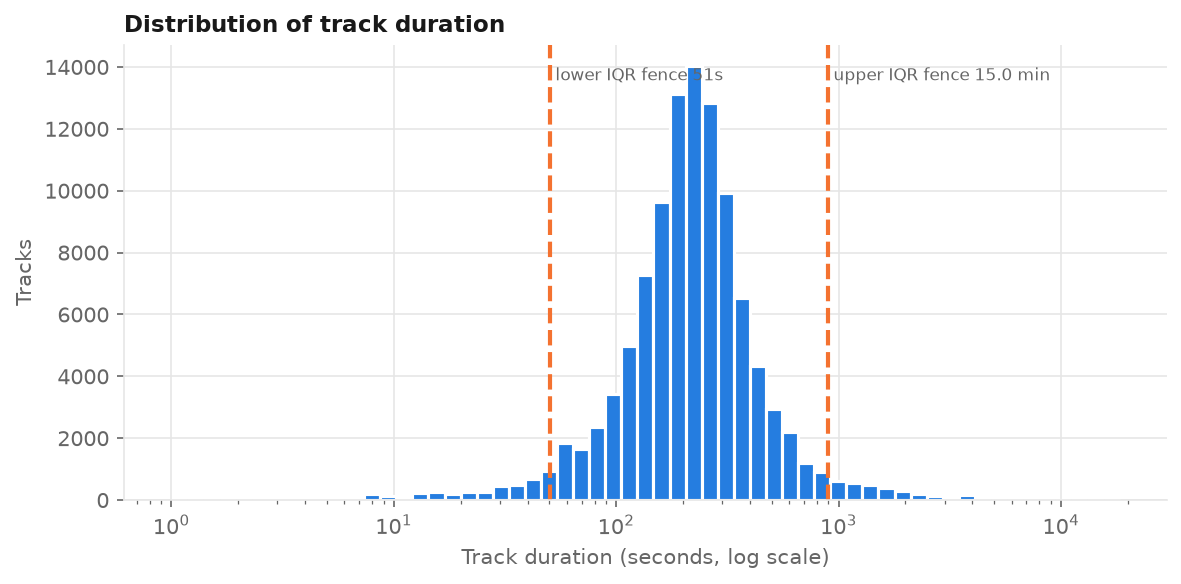 Distribution of track duration
lower IQR fence 51s
upper IQR fence 15.0 min
14000
12000
10000
8000
6000
4000
2000
0
Tracks
10⁰
10¹
10²
10³
10⁴
Track duration (seconds, log scale)